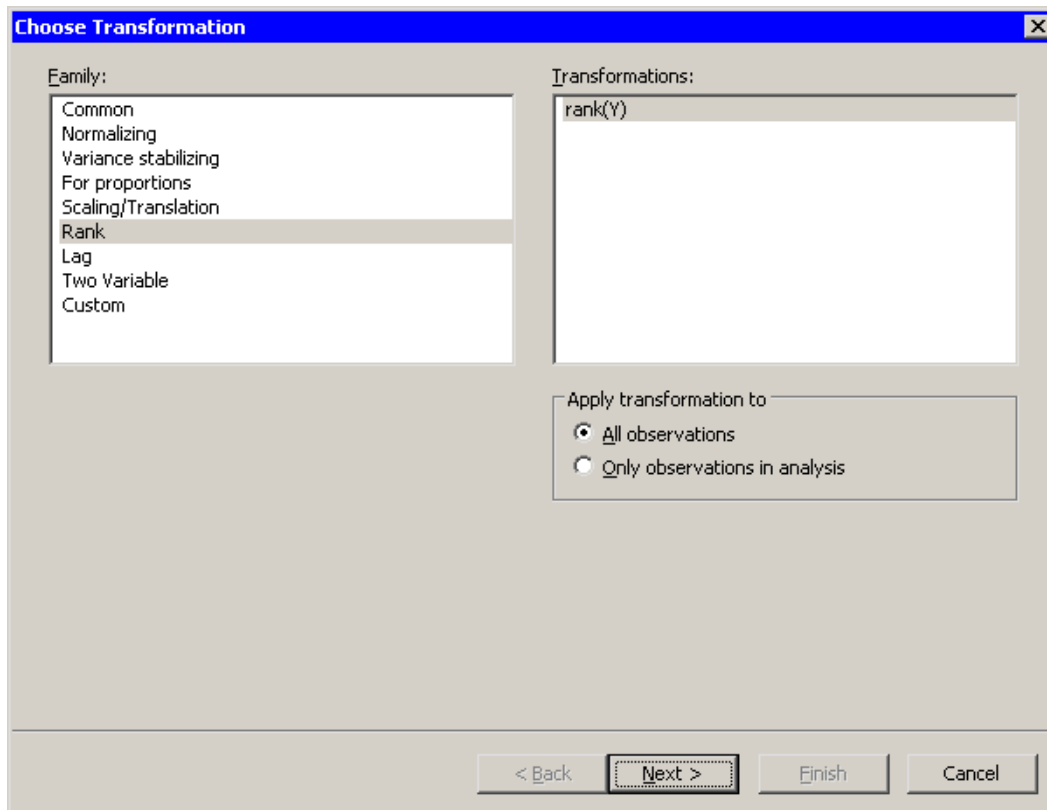 Choose Transformation
Family:
Common
Normalizing
Variance stabilizing
For proportions
Scaling/Translation
Rank
Lag
Two Variable
Custom
Transformations:
rank(Y)
Apply transformation to
All observations
Only observations in analysis
< Back
Next >
Finish
Cancel